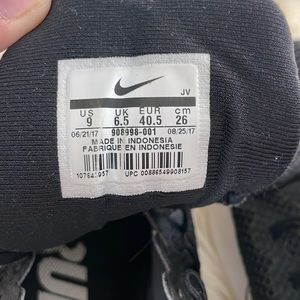 JV
US UK EUR cm
9 6.5 40.5 26
06/21/17 908998-001 08/25/17
MADE IN INDONESIA
FABRIQUE EN INDONESIE
UPC 00886549908157